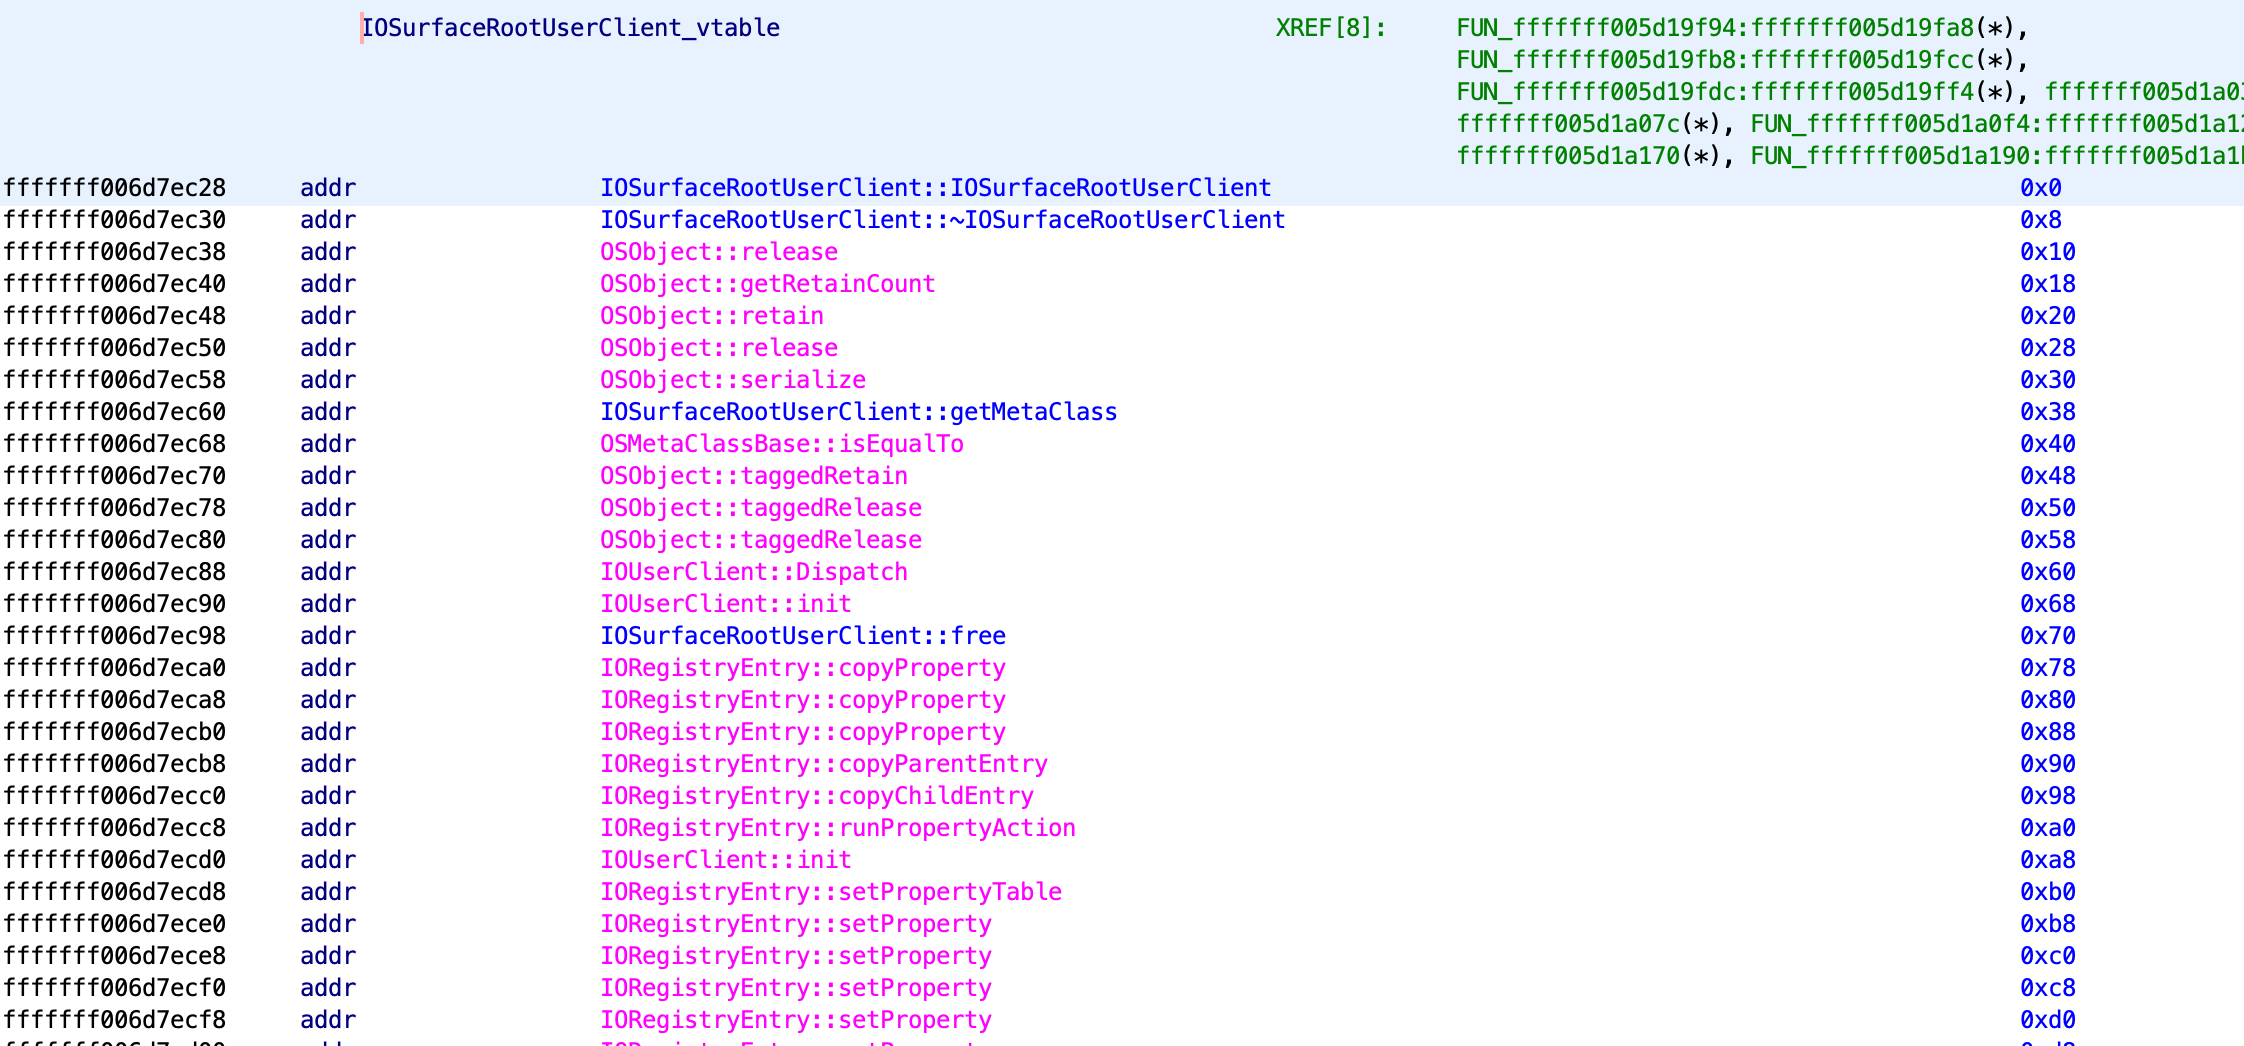 IOSurfaceRootUserClient_vtable XREF[8]: FUN_fffffff005d19f94:fffffff005d19fa8(*),
FUN_fffffff005d19fb8:fffffff005d19fcc(*),
FUN_fffffff005d19fdc:fffffff005d19ff4(*), fffffff005d1a03
fffffff005d1a07c(*), FUN_fffffff005d1a0f4:fffffff005d1a12
fffffff005d1a170(*), FUN_fffffff005d1a190:fffffff005d1a1
fffffff006d7ec28 addr IOSurfaceRootUserClient::IOSurfaceRootUserClient 0x0
fffffff006d7ec30 addr IOSurfaceRootUserClient::~IOSurfaceRootUserClient 0x8
fffffff006d7ec38 addr OSObject::release 0x10
fffffff006d7ec40 addr OSObject::getRetainCount 0x18
fffffff006d7ec48 addr OSObject::retain 0x20
fffffff006d7ec50 addr OSObject::release 0x28
fffffff006d7ec58 addr OSObject::serialize 0x30
fffffff006d7ec60 addr IOSurfaceRootUserClient::getMetaClass 0x38
fffffff006d7ec68 addr OSMetaClassBase::isEqualTo 0x40
fffffff006d7ec70 addr OSObject::taggedRetain 0x48
fffffff006d7ec78 addr OSObject::taggedRelease 0x50
fffffff006d7ec80 addr OSObject::taggedRelease 0x58
fffffff006d7ec88 addr IOUserClient::Dispatch 0x60
fffffff006d7ec90 addr IOUserClient::init 0x68
fffffff006d7ec98 addr IOSurfaceRootUserClient::free 0x70
fffffff006d7eca0 addr IORegistryEntry::copyProperty 0x78
fffffff006d7eca8 addr IORegistryEntry::copyProperty 0x80
fffffff006d7ecb0 addr IORegistryEntry::copyProperty 0x88
fffffff006d7ecb8 addr IORegistryEntry::copyParentEntry 0x90
fffffff006d7ecc0 addr IORegistryEntry::copyChildEntry 0x98
fffffff006d7ecc8 addr IORegistryEntry::runPropertyAction 0xa0
fffffff006d7ecd0 addr IOUserClient::init 0xa8
fffffff006d7ecd8 addr IORegistryEntry::setPropertyTable 0xb0
fffffff006d7ece0 addr IORegistryEntry::setProperty 0xb8
fffffff006d7ece8 addr IORegistryEntry::setProperty 0xc0
fffffff006d7ecf0 addr IORegistryEntry::setProperty 0xc8
fffffff006d7ecf8 addr IORegistryEntry::setProperty 0xd0